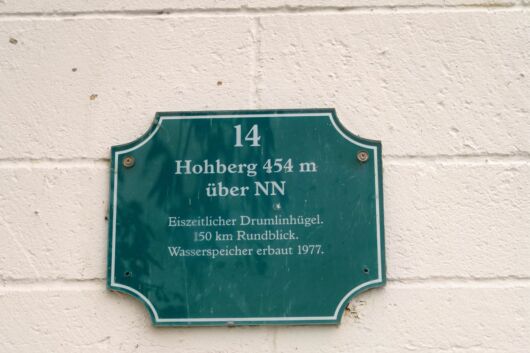 14
Hohberg 454 m
über NN
Eiszeitlicher Drumlinhügel.
150 km Rundblick.
Wasserspeicher erbaut 1977.